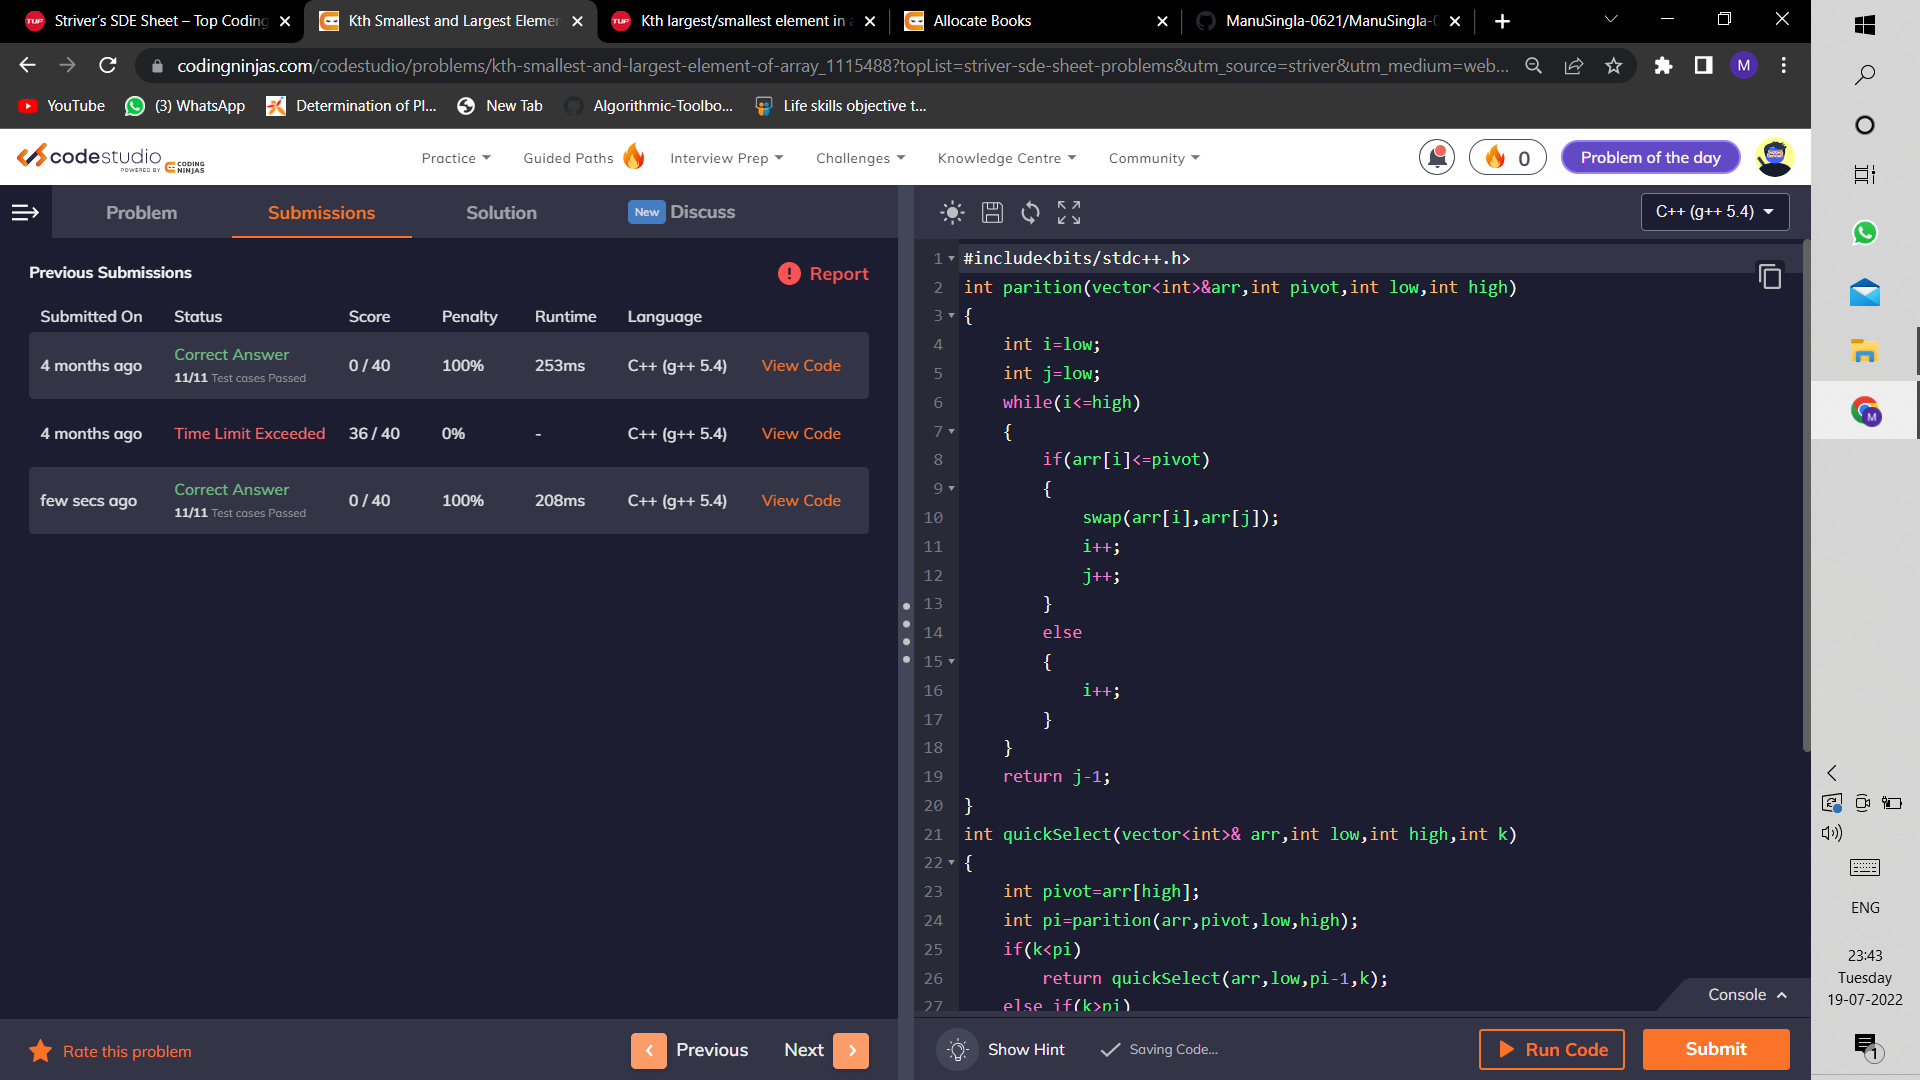 Striver's SDE Sheet – Top Coding
Kth Smallest and Largest Elemen
Kth largest/smallest element in a
Allocate Books
ManuSingla-0621/ManuSingla-0
codingninjas.com/codestudio/problems/kth-smallest-and-largest-element-of-array_1115488?topList=striver-sde-sheet-problems&utm_source=striver&utm_medium=web...
M
YouTube
(3) WhatsApp
Determination of Pl...
New Tab
Algorithmic-Toolbo...
Life skills objective t...
codestudio
POWERED BY CODING NINJAS
Practice
Guided Paths
Interview Prep
Challenges
Knowledge Centre
Community
0
Problem of the day
Problem
Submissions
Solution
New Discuss
C++ (g++ 5.4)
Previous Submissions
Report
Submitted On Status Score Penalty Runtime Language
4 months ago Correct Answer 0 / 40 100% 253ms C++ (g++ 5.4) View Code
11/11 Test cases Passed
4 months ago Time Limit Exceeded 36 / 40 0% - C++ (g++ 5.4) View Code
few secs ago Correct Answer 0 / 40 100% 208ms C++ (g++ 5.4) View Code
11/11 Test cases Passed
1 #include<bits/stdc++.h>
2 int parition(vector<int>&arr,int pivot,int low,int high)
3 {
4 int i=low;
5 int j=low;
6 while(i<=high)
7 {
8 if(arr[i]<=pivot)
9 {
10 swap(arr[i],arr[j]);
11 i++;
12 j++;
13 }
14 else
15 {
16 i++;
17 }
18 }
19 return j-1;
20 }
21 int quickSelect(vector<int>& arr,int low,int high,int k)
22 {
23 int pivot=arr[high];
24 int pi=parition(arr,pivot,low,high);
25 if(k<pi)
26 return quickSelect(arr,low,pi-1,k);
27 else if(k>pi)
Console
Rate this problem
Previous
Next
Show Hint
Saving Code...
Run Code
Submit
M
ENG
23:43
Tuesday
19-07-2022
1